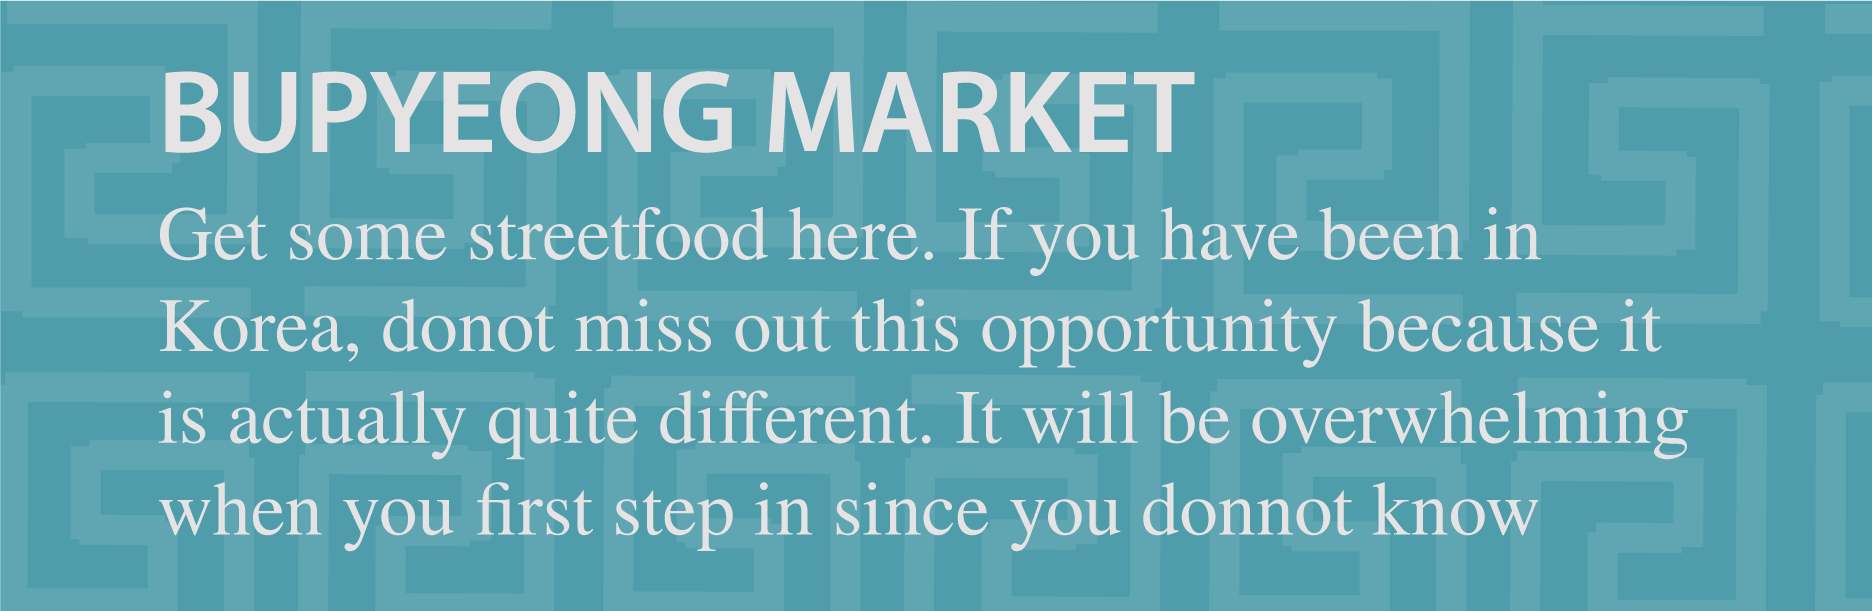 BUPYEONG MARKET
Get some streetfood here. If you have been in
Korea, donot miss out this opportunity because it
is actually quite different. It will be overwhelming
when you first step in since you donnot know